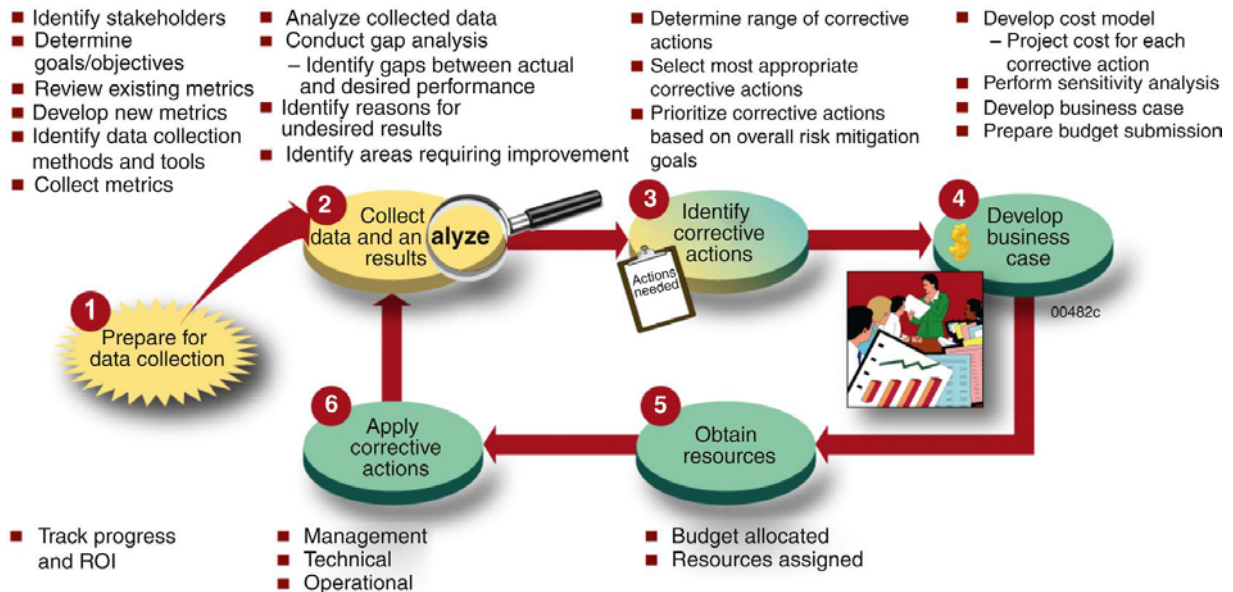 ■ Identify stakeholders
■ Determine
goals/objectives
■ Review existing metrics
■ Develop new metrics
■ Identify data collection
methods and tools
■ Collect metrics
■ Analyze collected data
■ Conduct gap analysis
– Identify gaps between actual
and desired performance
■ Identify reasons for
undesired results
■ Identify areas requiring improvement
■ Determine range of corrective
actions
■ Select most appropriate
corrective actions
■ Prioritize corrective actions
based on overall risk mitigation
goals
■ Develop cost model
– Project cost for each
corrective action
■ Perform sensitivity analysis
■ Develop business case
■ Prepare budget submission
1
Prepare for
data collection
2
Collect
data and an alyze
results
3
Identify
corrective
actions
Actions
needed
4
$
Develop
business
case
00482c
5
Obtain
resources
6
Apply
corrective
actions
■ Track progress
and ROI
■ Management
■ Technical
■ Operational
■ Budget allocated
■ Resources assigned